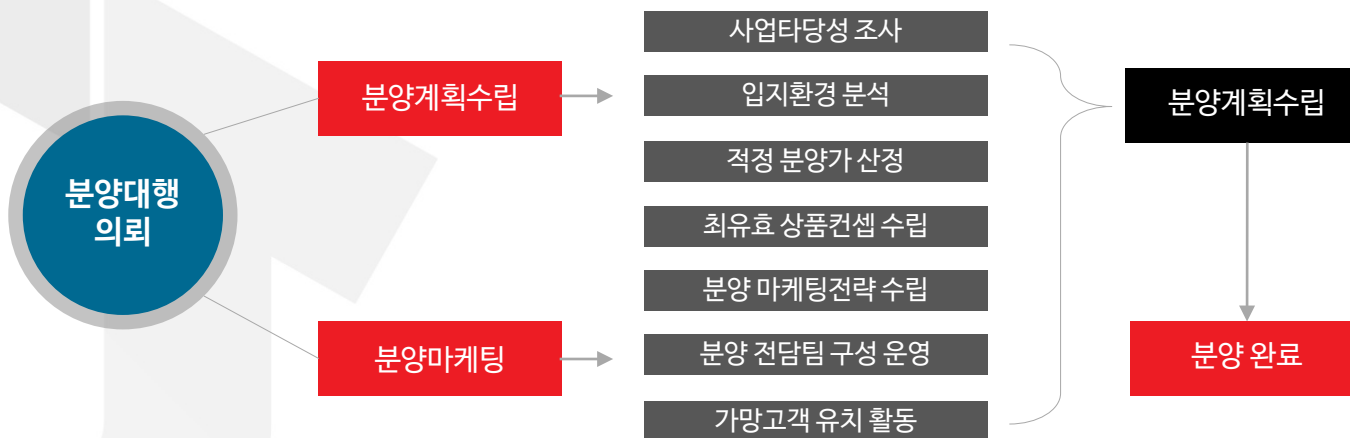 분양대행
의뢰
분양계획수립
분양마케팅
사업타당성 조사
입지환경 분석
적정 분양가 산정
최유효 상품컨셉 수립
분양 마케팅전략 수립
분양 전담팀 구성 운영
가망고객 유치 활동
분양계획수립
분양 완료